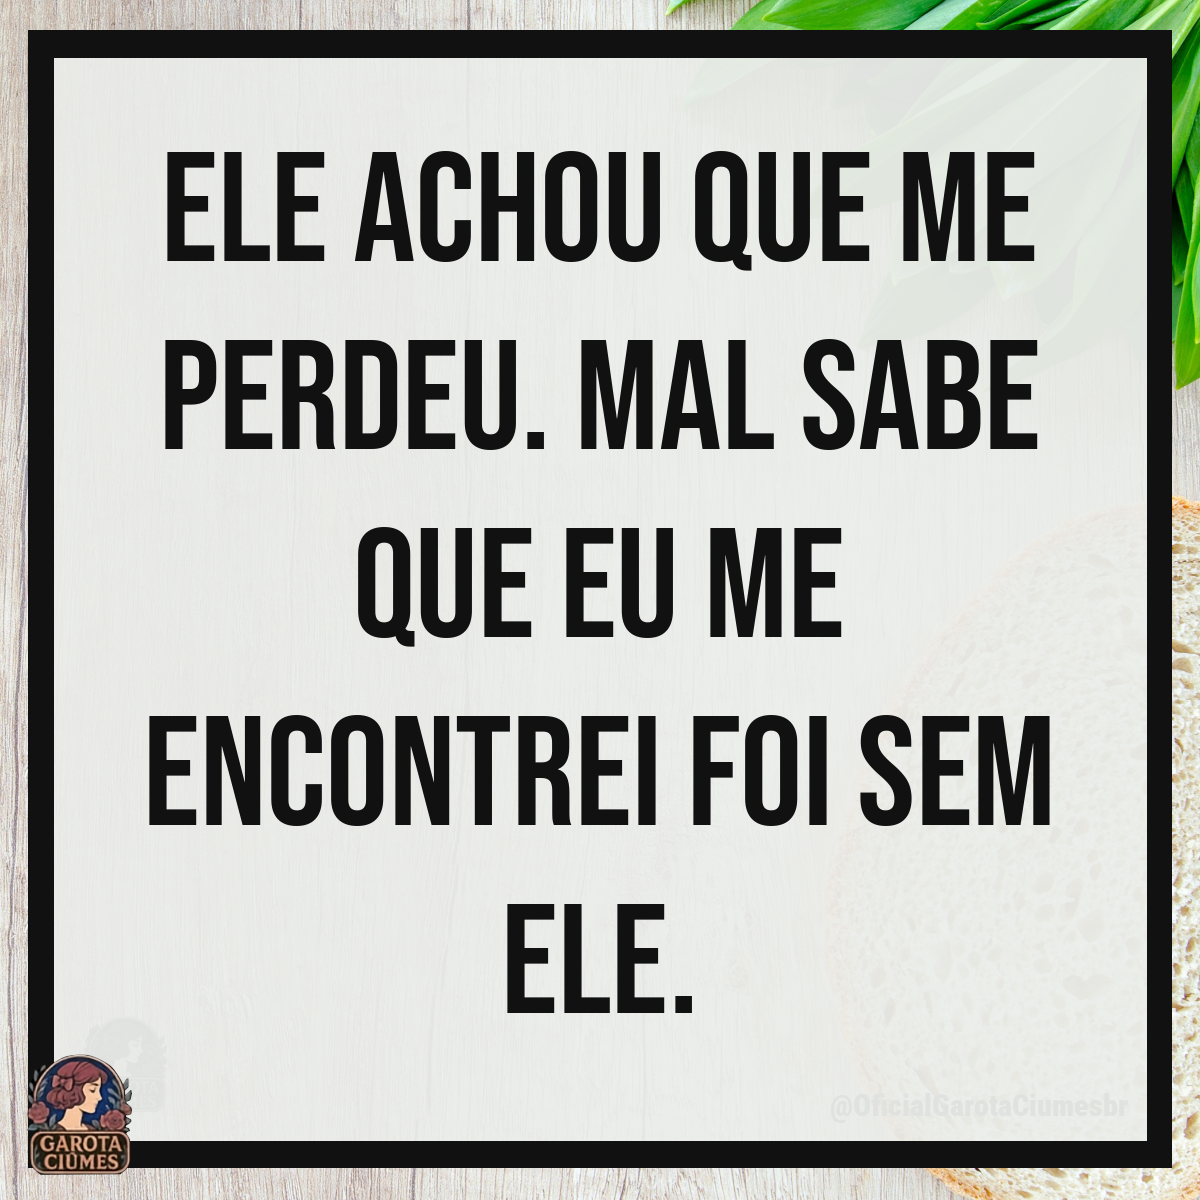 ELE ACHOU QUE ME
PERDEU. MAL SABE
QUE EU ME
ENCONTREI FOI SEM
ELE.
@OficialGarotaCiumesbr
GAROTA
CIÚMES